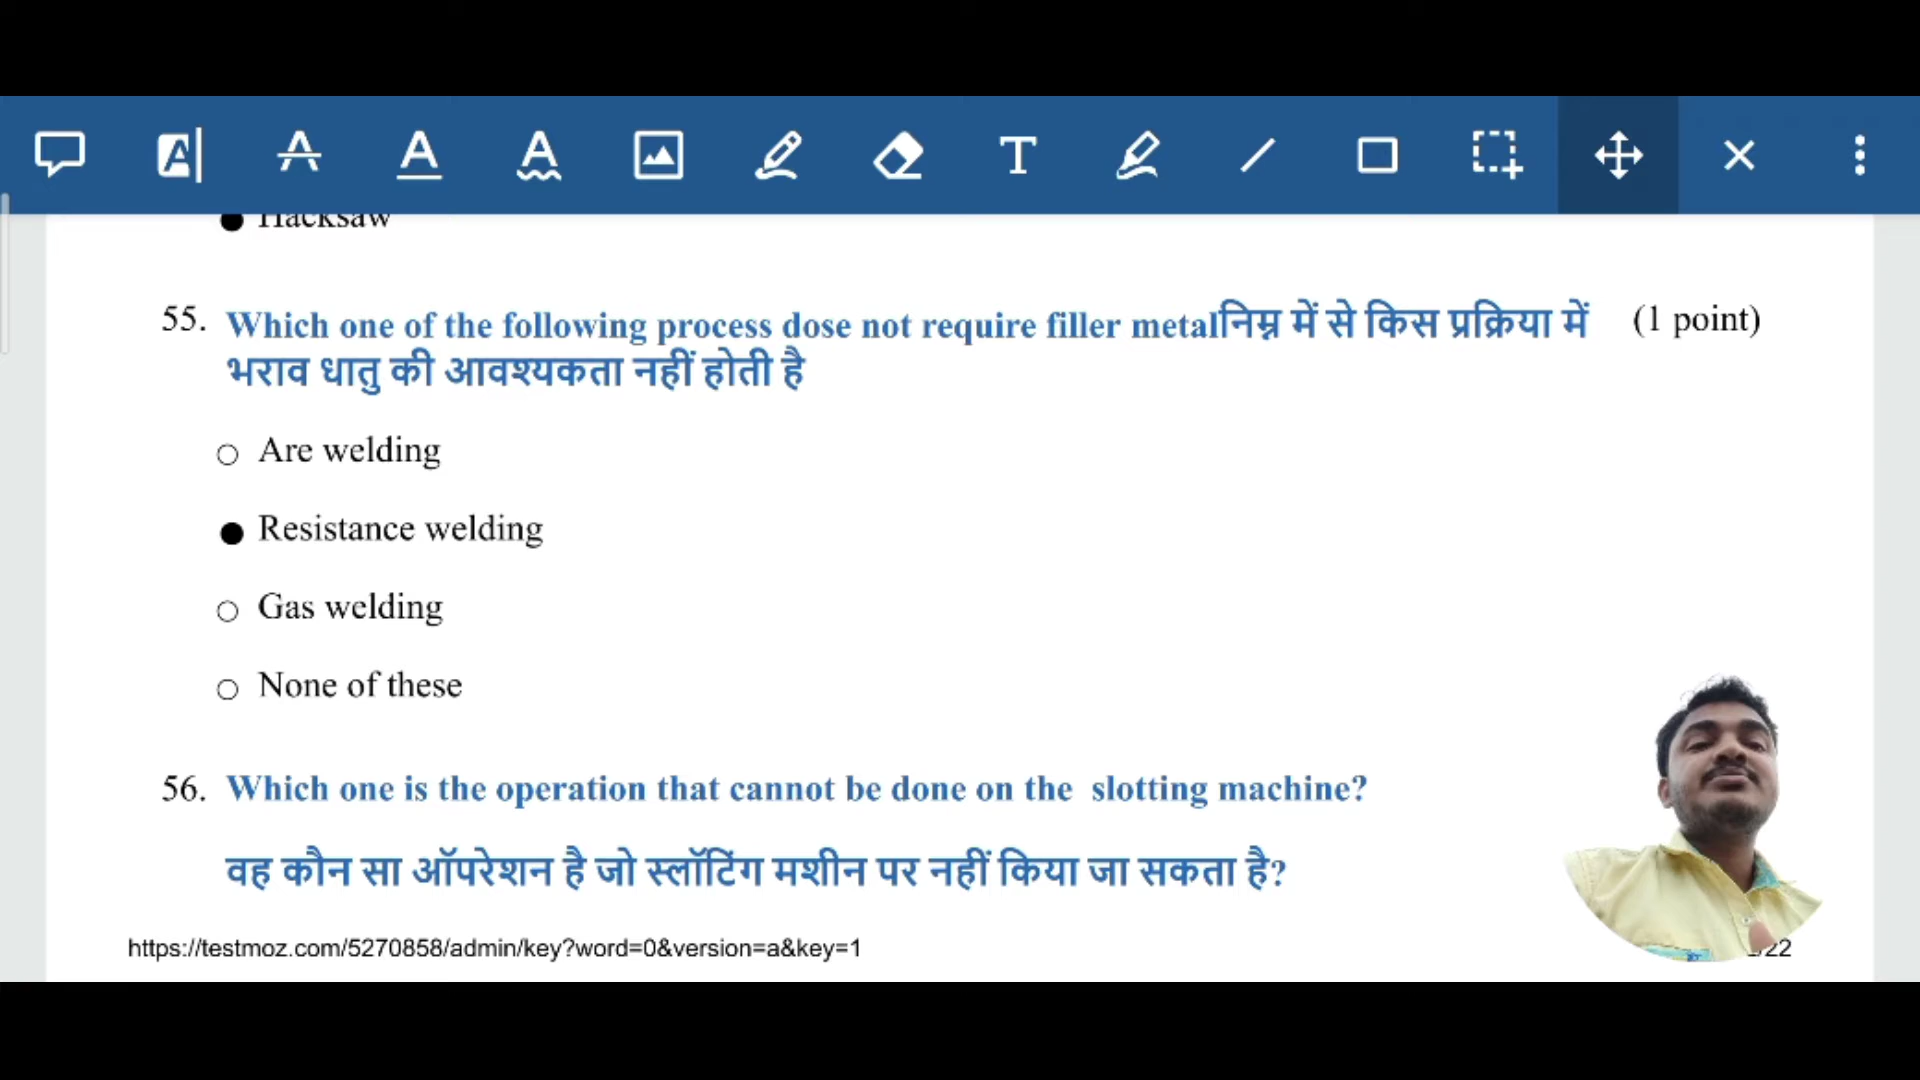 Hacksaw
55. Which one of the following process dose not require filler metalनिम्न में से किस प्रक्रिया में (1 point)
भराव धातु की आवश्यकता नहीं होती है
Are welding
Resistance welding
Gas welding
None of these
56. Which one is the operation that cannot be done on the slotting machine?
वह कौन सा ऑपरेशन है जो स्लॉटिंग मशीन पर नहीं किया जा सकता है?
https://testmoz.com/5270858/admin/key?word=0&version=a&key=1
/22